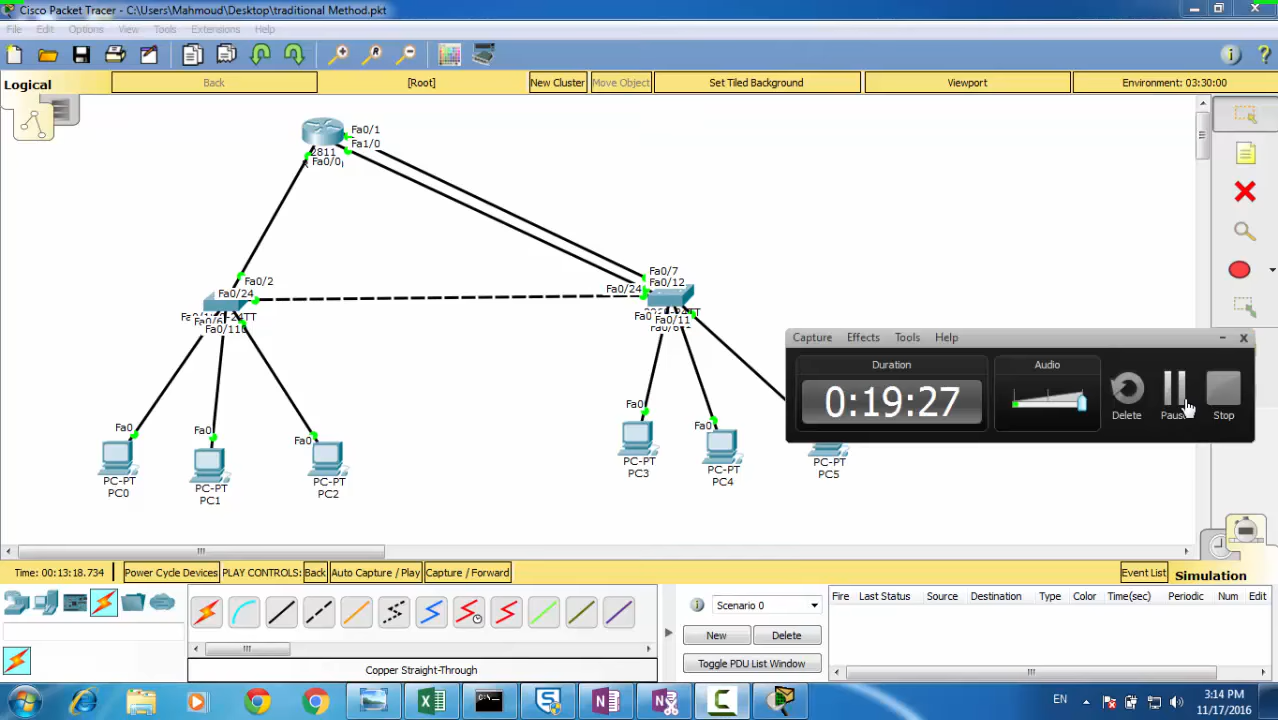 Cisco Packet Tracer - C:\Users\Mahmoud\Desktop\traditional Method.pkt
File Edit Options View Tools Extensions Help
Logical
Back
[Root]
New Cluster
Move Object
Set Tiled Background
Viewport
Environment: 03:30:00
Fa0/1
Fa1/0
2811
Fa0/0
Fa0/7
Fa0/12
Fa0/2
Fa0/24
Fa0/24
Fa0/11
Fa0
Fa0/11
Fa0
Fa0
Fa0
Fa0
Fa0
PC-PT
PC0
PC-PT
PC1
PC-PT
PC2
PC-PT
PC3
PC-PT
PC4
PC-PT
PC5
Capture Effects Tools Help
Duration
0:19:27
Audio
Delete
Pause
Stop
Time: 00:13:18.734
Power Cycle Devices
PLAY CONTROLS:
Back
Auto Capture / Play
Capture / Forward
Event List
Simulation
Copper Straight-Through
Scenario 0
New
Delete
Toggle PDU List Window
Fire Last Status Source Destination Type Color Time(sec) Periodic Num Edit
EN
3:14 PM
11/17/2016